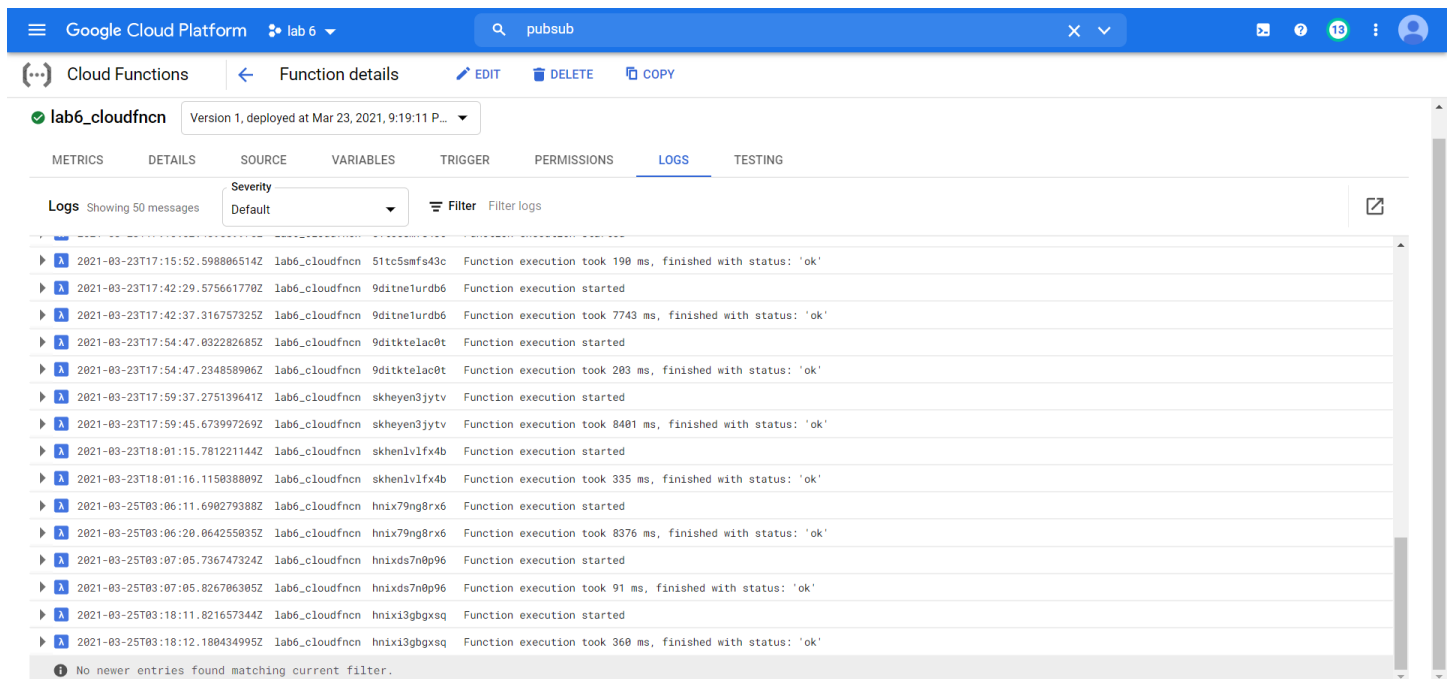 Google Cloud Platform lab 6 pubsub 13
Cloud Functions Function details EDIT DELETE COPY
lab6_cloudfncn Version 1, deployed at Mar 23, 2021, 9:19:11 P...
METRICS DETAILS SOURCE VARIABLES TRIGGER PERMISSIONS LOGS TESTING
Severity
Logs Showing 50 messages Default Filter Filter logs
2021-03-23T17:15:52.598806514Z lab6_cloudfncn 51tc5smfs43c Function execution took 190 ms, finished with status: 'ok'
2021-03-23T17:42:29.575661770Z lab6_cloudfncn 9ditne1urdb6 Function execution started
2021-03-23T17:42:37.316757325Z lab6_cloudfncn 9ditne1urdb6 Function execution took 7743 ms, finished with status: 'ok'
2021-03-23T17:54:47.032282685Z lab6_cloudfncn 9ditktelac0t Function execution started
2021-03-23T17:54:47.234858906Z lab6_cloudfncn 9ditktelac0t Function execution took 203 ms, finished with status: 'ok'
2021-03-23T17:59:37.275139641Z lab6_cloudfncn skheyen3jytv Function execution started
2021-03-23T17:59:45.673997269Z lab6_cloudfncn skheyen3jytv Function execution took 8401 ms, finished with status: 'ok'
2021-03-23T18:01:15.781221144Z lab6_cloudfncn skhenlvlfx4b Function execution started
2021-03-23T18:01:16.115038809Z lab6_cloudfncn skhenlvlfx4b Function execution took 335 ms, finished with status: 'ok'
2021-03-25T03:06:11.690279388Z lab6_cloudfncn hnix79ng8rx6 Function execution started
2021-03-25T03:06:20.064255035Z lab6_cloudfncn hnix79ng8rx6 Function execution took 8376 ms, finished with status: 'ok'
2021-03-25T03:07:05.736747324Z lab6_cloudfncn hnixds7n0p96 Function execution started
2021-03-25T03:07:05.826706305Z lab6_cloudfncn hnixds7n0p96 Function execution took 91 ms, finished with status: 'ok'
2021-03-25T03:18:11.821657344Z lab6_cloudfncn hnixi3gbgxsq Function execution started
2021-03-25T03:18:12.180434995Z lab6_cloudfncn hnixi3gbgxsq Function execution took 360 ms, finished with status: 'ok'
No newer entries found matching current filter.